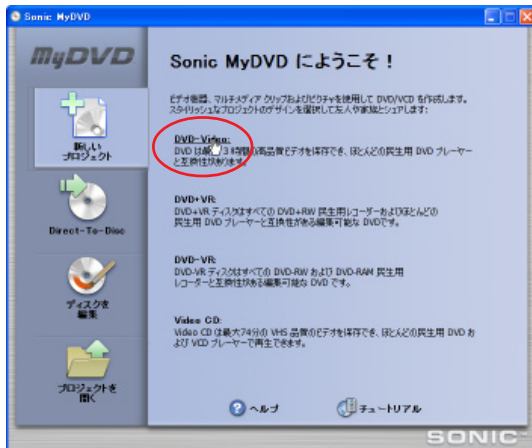 Sonic MyDVD
MyDVD
Sonic MyDVD にようこそ！
ビデオ機器、マルチメディア クリップおよびピクチャを使用して DVD/VCD を作成します。
スタイリッシュなプロジェクトのデザインを選択して友人や家族とシェアします:
新しい
プロジェクト
DVD-Video:
DVD は最 3 時間の高品質ビデオを保存でき、ほとんどの民生用 DVD プレーヤー
と互換性があります。
Direct-To-Disc
DVD+VR:
DVD+VR ディスクはすべての DVD+RW 民生用レコーダーおよびほとんどの
民生用 DVD プレーヤーと互換性がある編集可能な DVDです。
ディスクを
編集
DVD-VR:
DVD-VR ディスクはすべての DVD-RW および DVD-RAM 民生用
レコーダーと互換性がある編集可能な DVD です。
プロジェクトを
開く
Video CD:
Video CD は最大74分の VHS 品質のビデオを保存でき、ほとんどの民生用 DVD お
よび VCD プレーヤーで再生できます。
ヘルプ
チュートリアル
SONIC